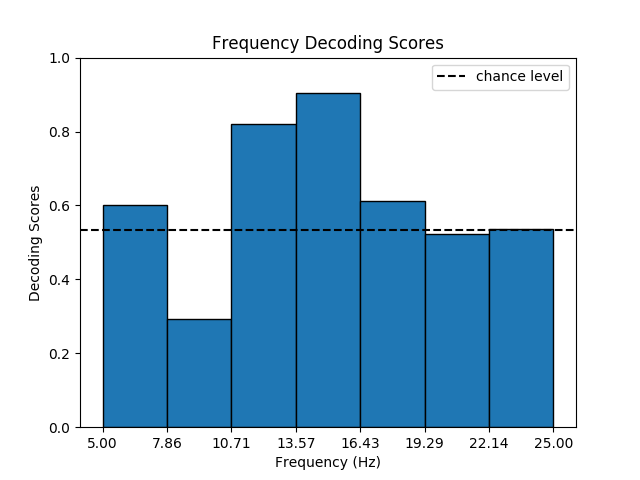 Frequency Decoding Scores
1.0
0.8
0.6
0.4
0.2
0.0
Decoding Scores
chance level
5.00 7.86 10.71 13.57 16.43 19.29 22.14 25.00
Frequency (Hz)